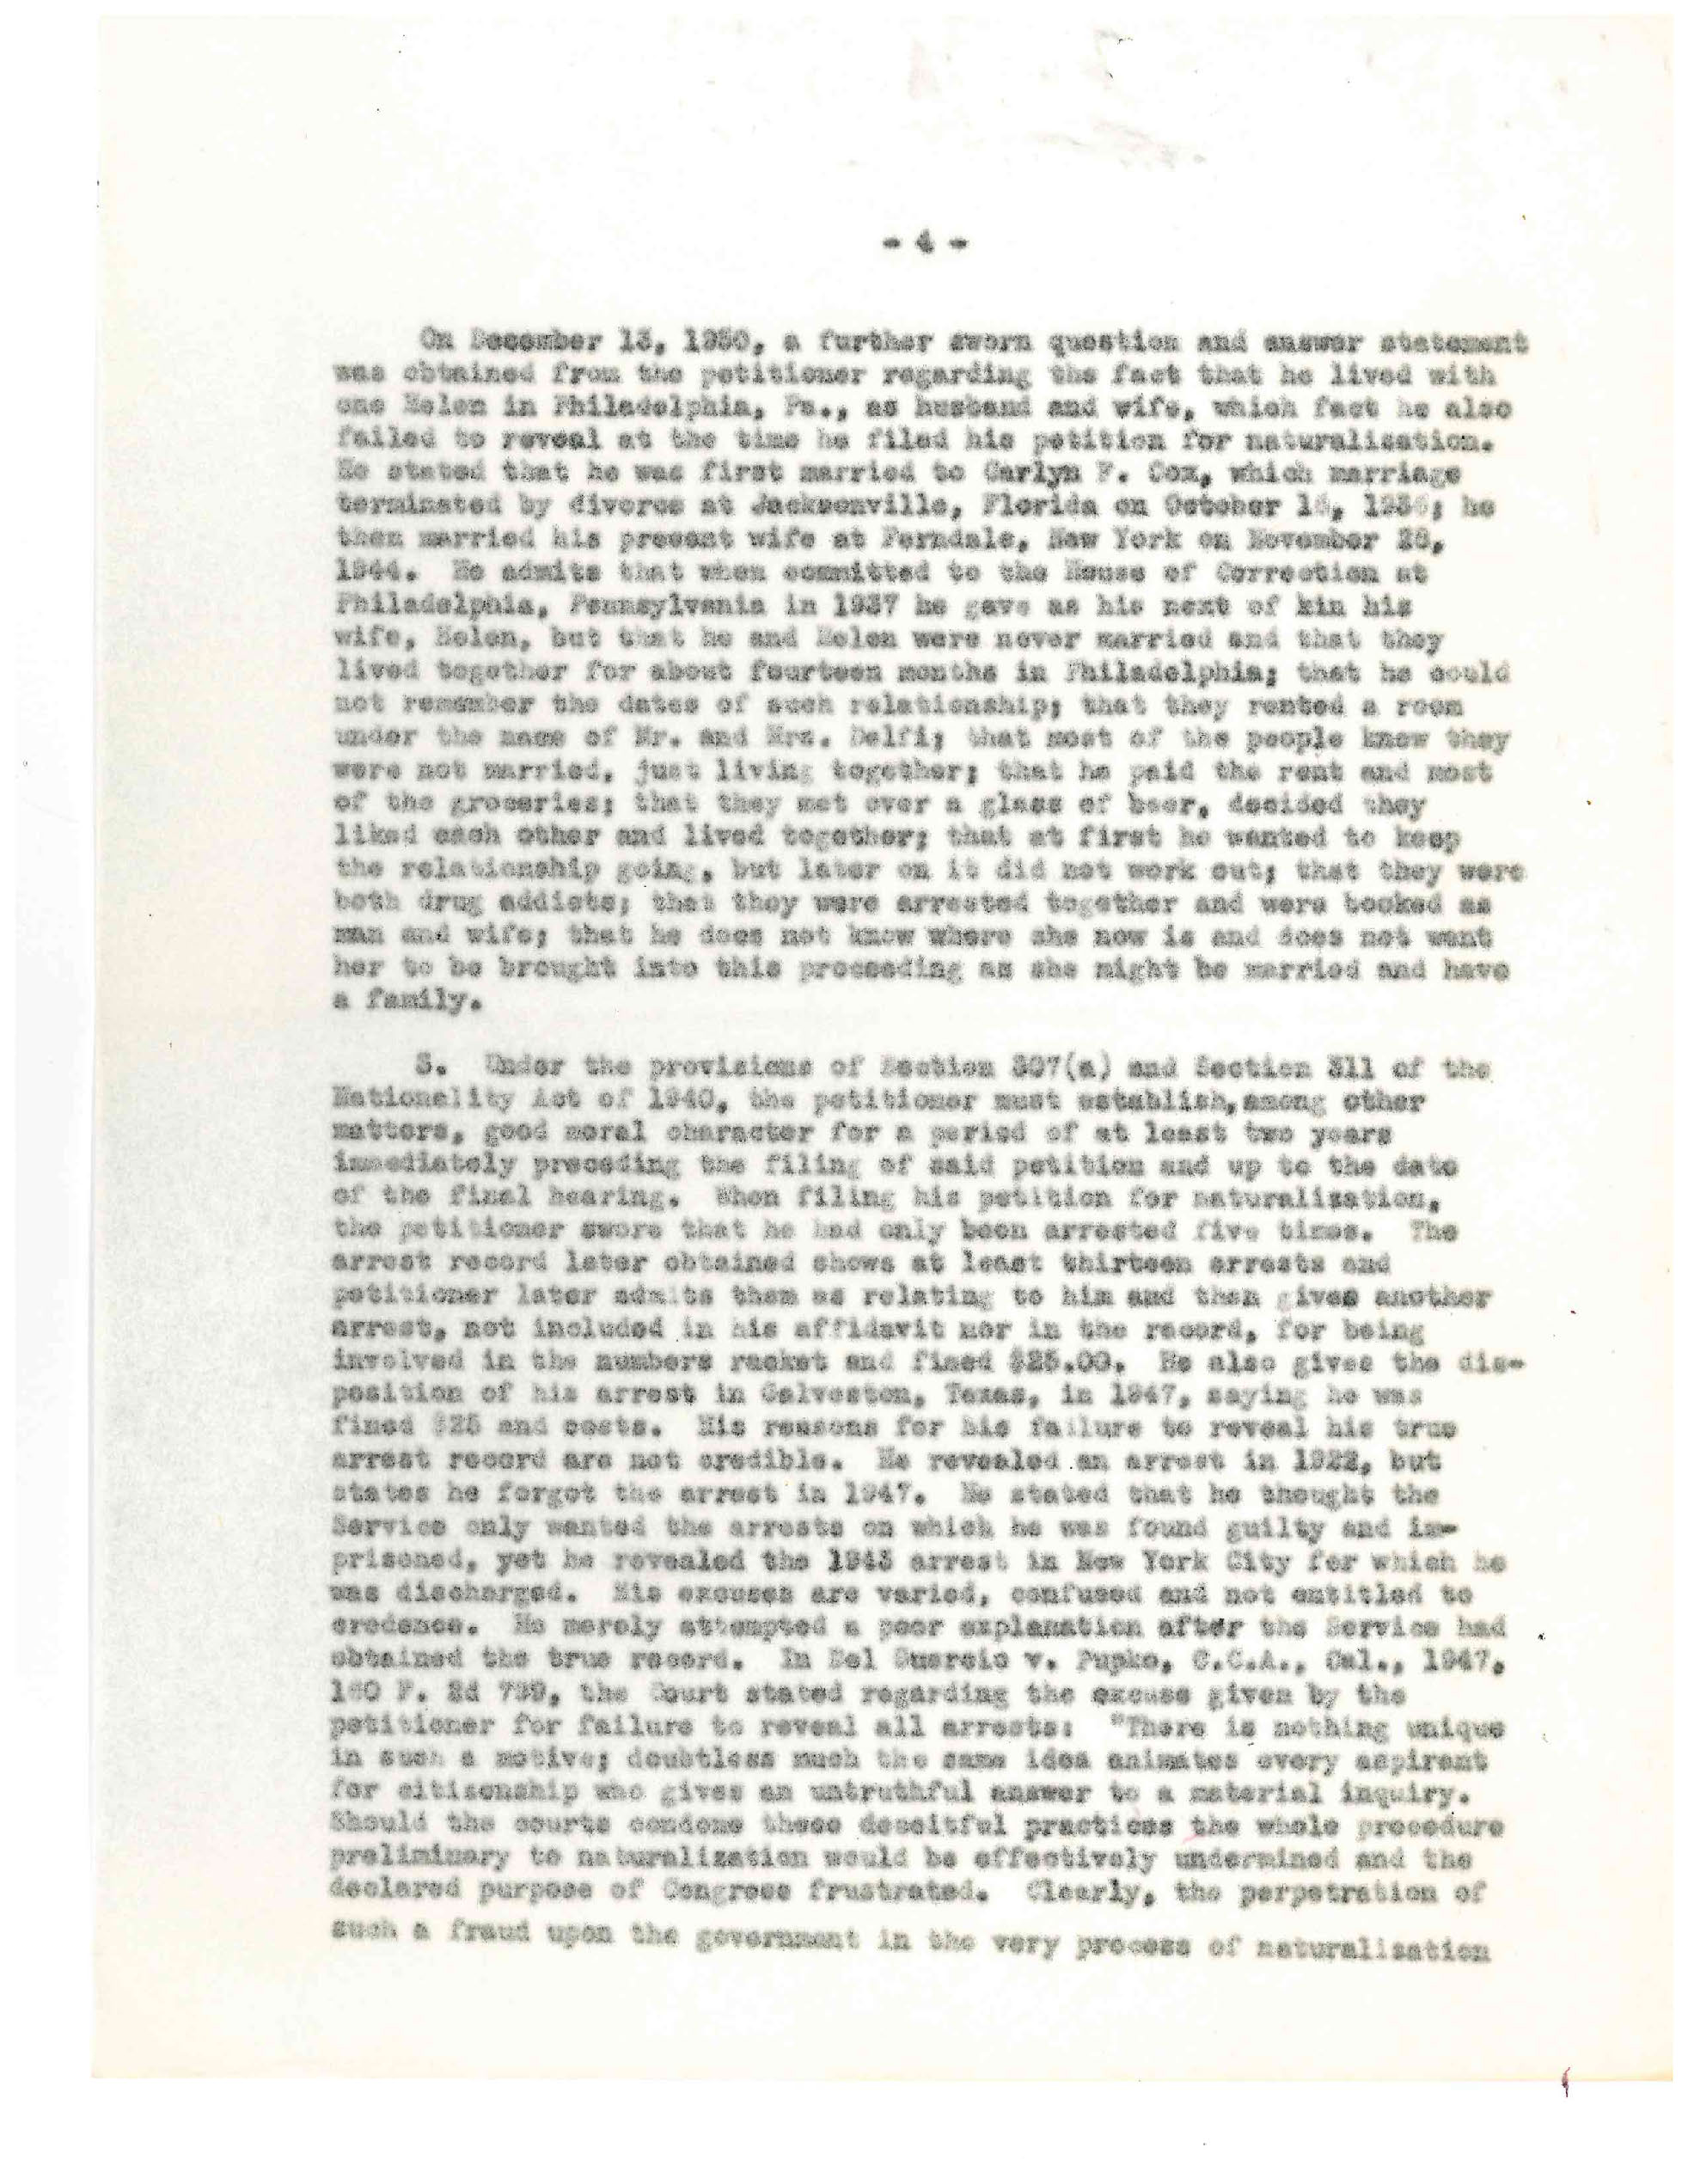 - 4 -
On December 13, 1950, a further sworn question and answer statement
was obtained from the petitioner regarding the fact that he lived with
one Helen in Philadelphia, Pa., as husband and wife, which fact he also
failed to reveal at the time he filed his petition for naturalisation.
He stated that he was first married to Carlyn F. Cox, which marriage
terminated by divorce at Jacksonville, Florida on October he
then married his present wife at Ferndale, New York on November
1944. He admits that when committed to the House of Correction at
Philadelphia, Pennsylvania in 1937 he gave as his next of kin his
wife, Helen, but that he and Helen were never married and that they
lived together for about fourteen months in Philadelphia; that he could
not remember the dates of such relationship; that they rented a room
under the name of Mr. and Mrs. Delfi; that most of the people knew they
were not married, just living together; that he paid the rent and most
of the groceries; that they met over a glass of beer, decided they
liked each other and lived together; that at first he wanted to keep
the relationship going, but later on it did not work out; that they were
both drug addicts; that they were arrested together and were booked as
man and wife; that he does not know where she now is and does not want
her to be brought into this proceeding as she might be married and have
a family.
Under the provisions of Section 307(a) and Section 311 of the
Nationality Act of 1940, the petitioner must establish, among other
matters, good moral character for a period of at least two years
immediately preceding the filing of said petition and up to the date
of the final hearing. When filing his petition for naturalization,
the petitioner swore that he had only been arrested five times. The
arrest record later obtained shows at least thirteen arrests and
petitioner later admits them as relating to him and then gives another
arrest, not included in his affidavit nor in the record, for being
involved in the numbers racket and fined $25.00. He also gives the dis-
position of his arrest in Galveston, Texas, in 1947, saying he was
fined $25 and costs. His reasons for his failure to reveal his true
arrest record are not credible. He revealed an arrest in 1922, but
states he forgot the arrest in 1947. He stated that he thought the
Service only wanted the arrests on which he was found guilty and im-
prisoned, yet he revealed the 1943 arrest in New York City for which he
was discharged. His excuses are varied, confused and not entitled to
credence. He merely attempted a poor explanation after the Service had
obtained the true record. In Del Guercio v. Pupko, C.C.A., Cal., 1947,
160 F. 2d 799, the Court stated regarding the excuse given by the
petitioner for failure to reveal all arrests: "There is nothing unique
in such a motive; doubtless much the same idea animates every aspirant
for citisenship who gives an untruthful answer to a material inquiry.
Should the courts condone these deceitful practices the whole procedure
preliminary to naturalization would be effectively undermined and the
declared purpose of Congress frustrated. Clearly, the perpetration of
such a fraud upon the government in the very process of naturalisation